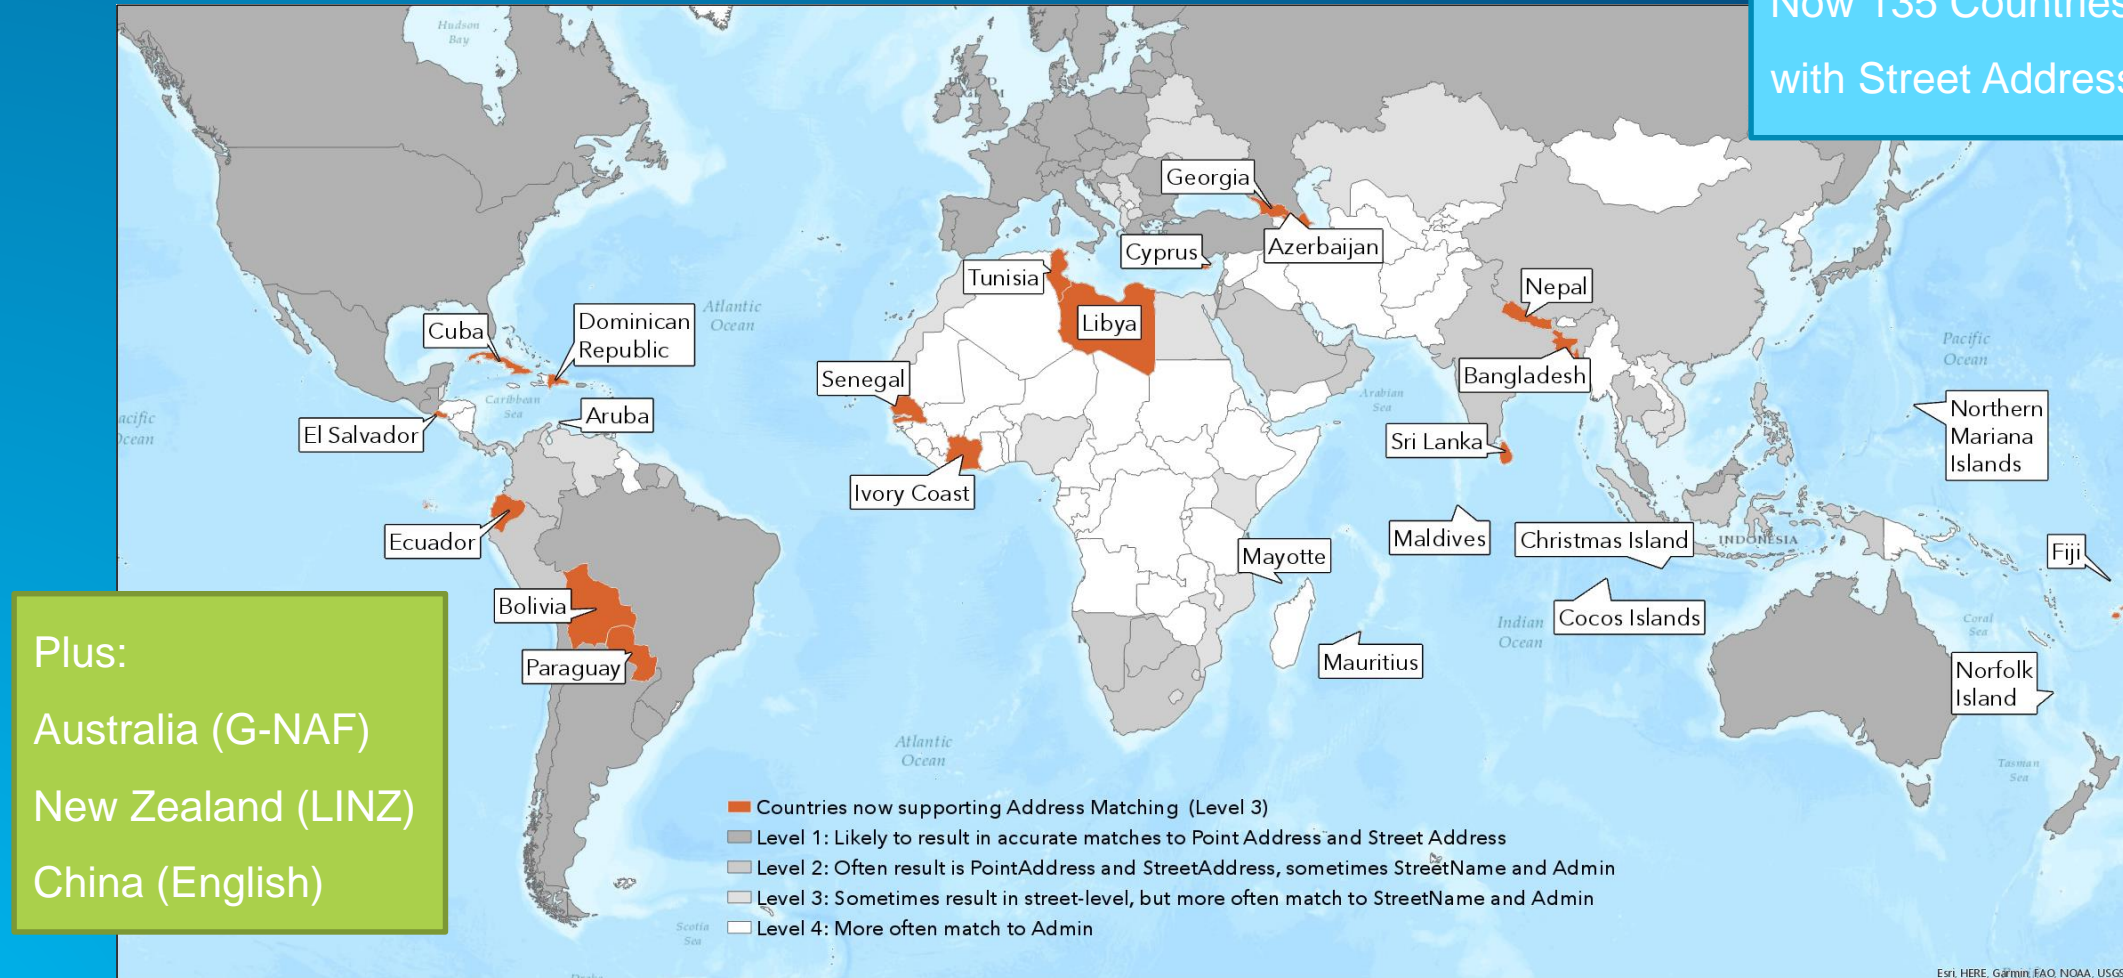 Now 135 Countries
with Street Address
Hudson
Bay
Georgia
Azerbaijan
Cyprus
Tunisia
Libya
Nepal
Bangladesh
Atlantic
Ocean
Cuba
Dominican
Republic
Senegal
Pacific
Ocean
Caribbean
Sea
Arabian
Sea
Aruba
El Salvador
Northern
Mariana
Islands
Sri Lanka
Ivory Coast
Ecuador
Maldives
Christmas Island
INDONESIA
Mayotte
Fiji
Bolivia
Cocos Islands
Indian
Ocean
Coral
Sea
Paraguay
Mauritius
Norfolk
Island
Plus:
Australia (G-NAF)
New Zealand (LINZ)
China (English)
Atlantic
Ocean
Tasman
Sea
Countries now supporting Address Matching (Level 3)
Level 1: Likely to result in accurate matches to Point Address and Street Address
Level 2: Often result is PointAddress and StreetAddress, sometimes StreetName and Admin
Level 3: Sometimes result in street-level, but more often match to StreetName and Admin
Level 4: More often match to Admin
Scotia
Sea
Esri, HERE, Garmin, FAO, NOAA, USGS